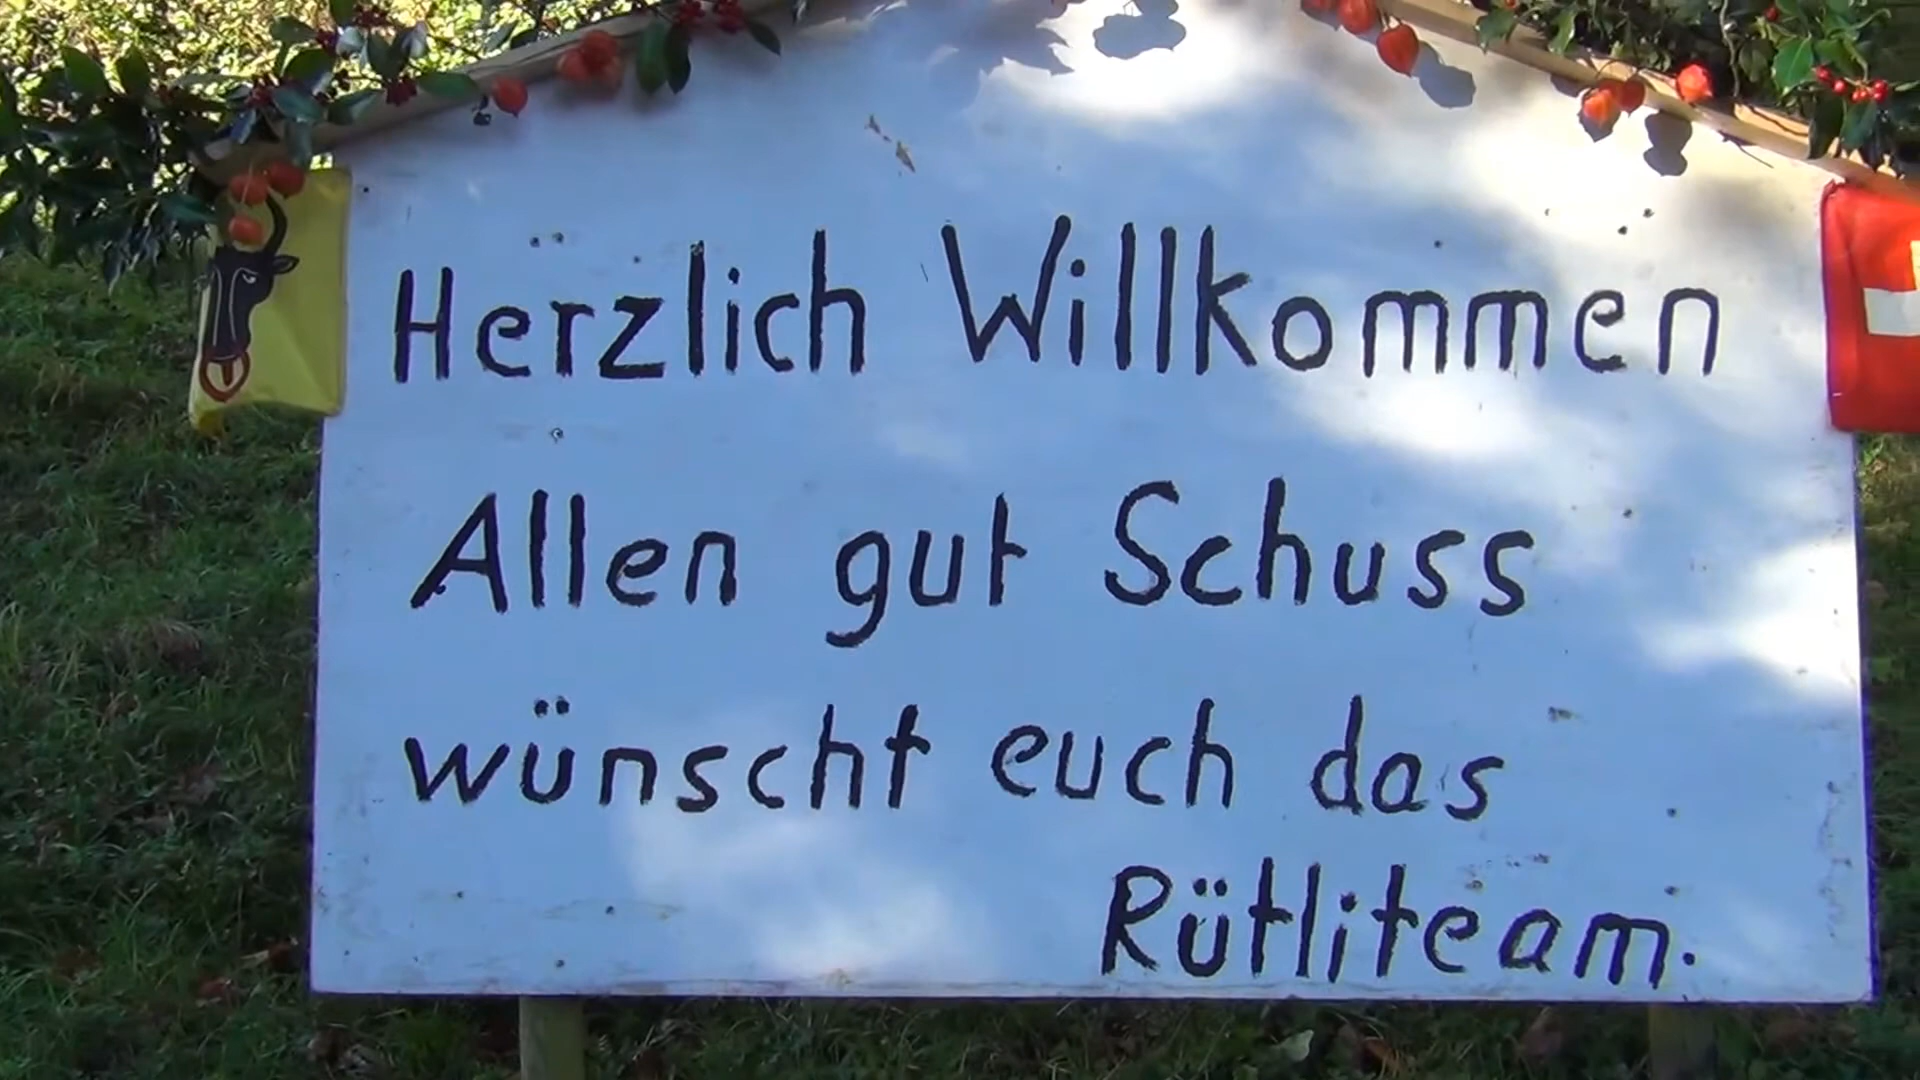 Herzlich Willkommen
Allen gut Schuss
wünscht euch das
Rütliteam.